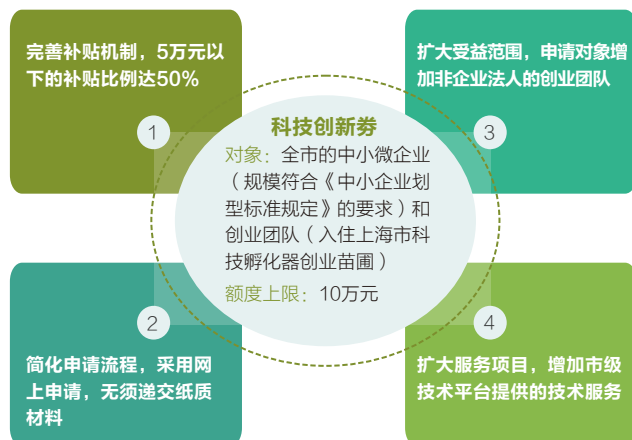 完善补贴机制，5万元以
下的补贴比例达50%
1
简化申请流程，采用网
上申请，无须递交纸质
材料
2
科技创新券
对象：全市的中小微企业
（规模符合《中小企业划
型标准规定》的要求）和
创业团队（入住上海市科
技孵化器创业苗圃）
额度上限：10万元
扩大受益范围，申请对象增
加非企业法人的创业团队
3
扩大服务项目，增加市级
技术平台提供的技术服务
4